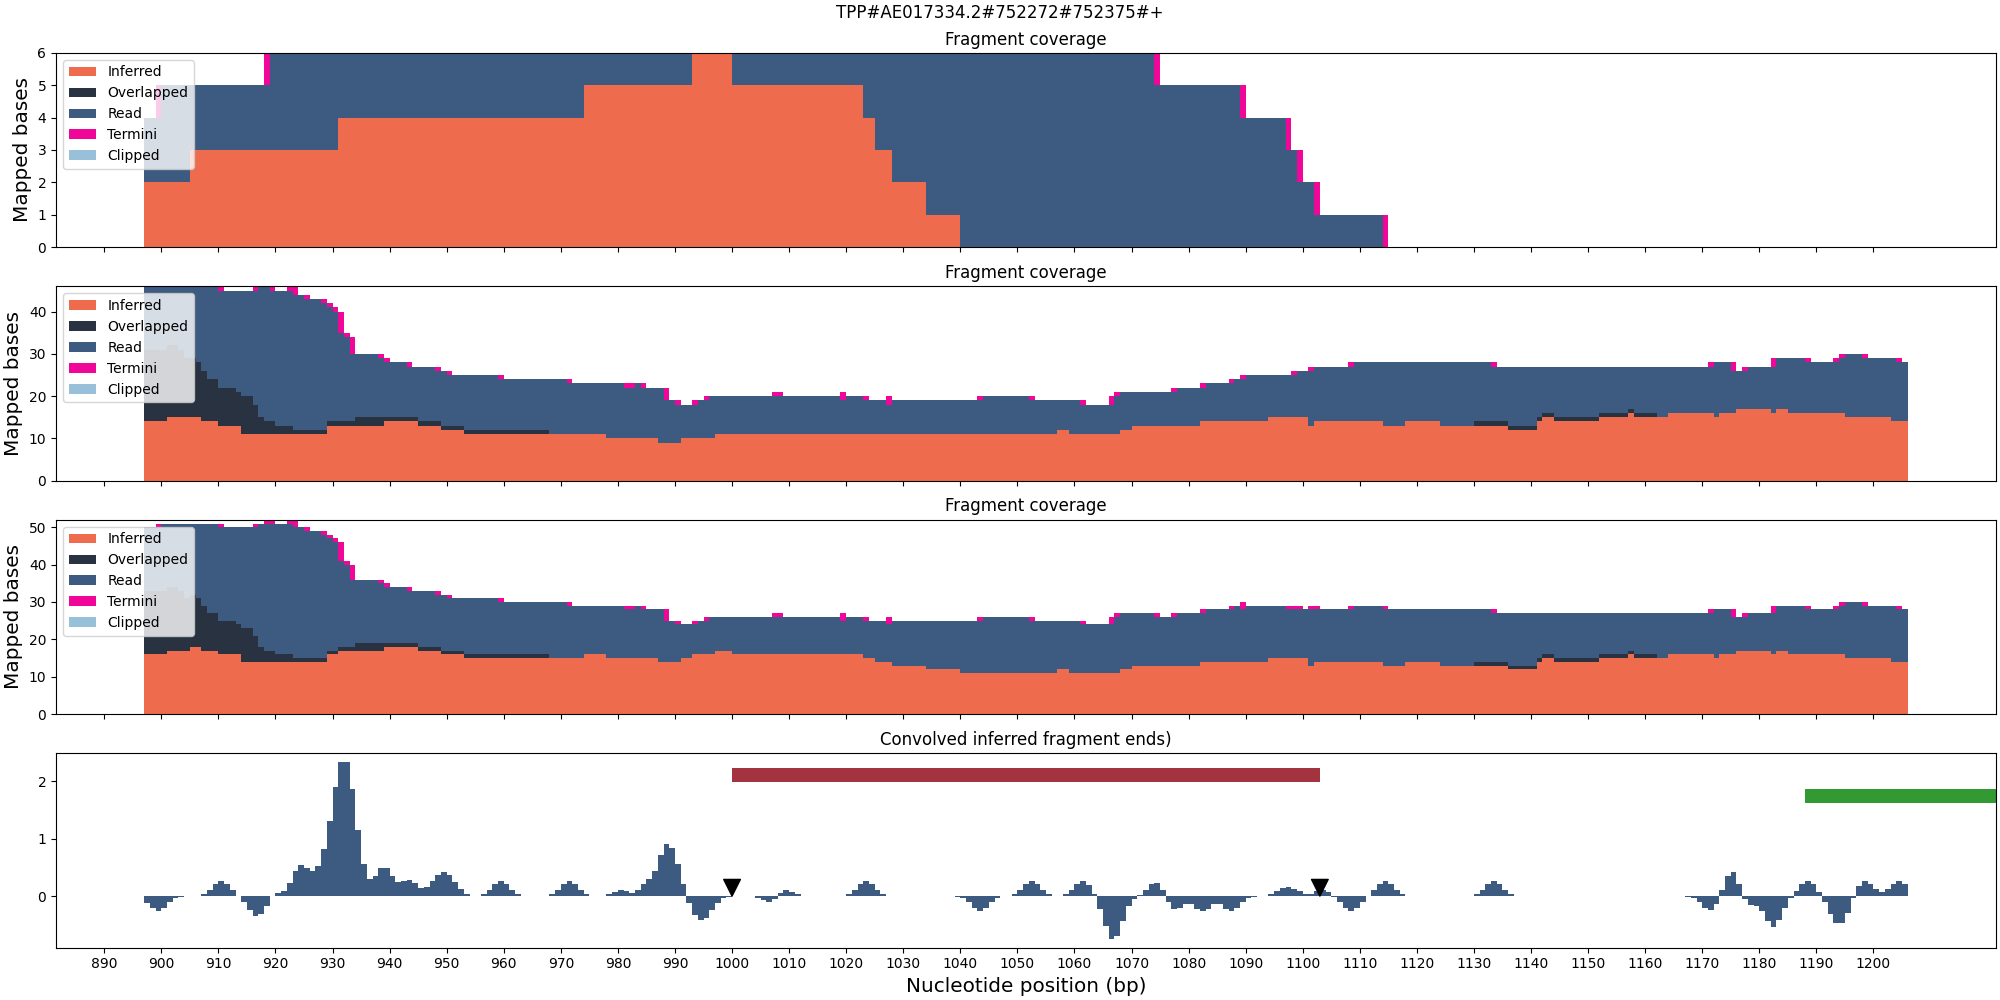 TPP#AE017334.2#752272#752375#+
Fragment coverage
Mapped bases
6
5
4
3
2
1
0
Inferred
Overlapped
Read
Termini
Clipped
Fragment coverage
Mapped bases
40
30
20
10
0
Inferred
Overlapped
Read
Termini
Clipped
Fragment coverage
Mapped bases
50
40
30
20
10
0
Inferred
Overlapped
Read
Termini
Clipped
Convolved inferred fragment ends)
2
1
0
890 900 910 920 930 940 950 960 970 980 990 1000 1010 1020 1030 1040 1050 1060 1070 1080 1090 1100 1110 1120 1130 1140 1150 1160 1170 1180 1190 1200
Nucleotide position (bp)